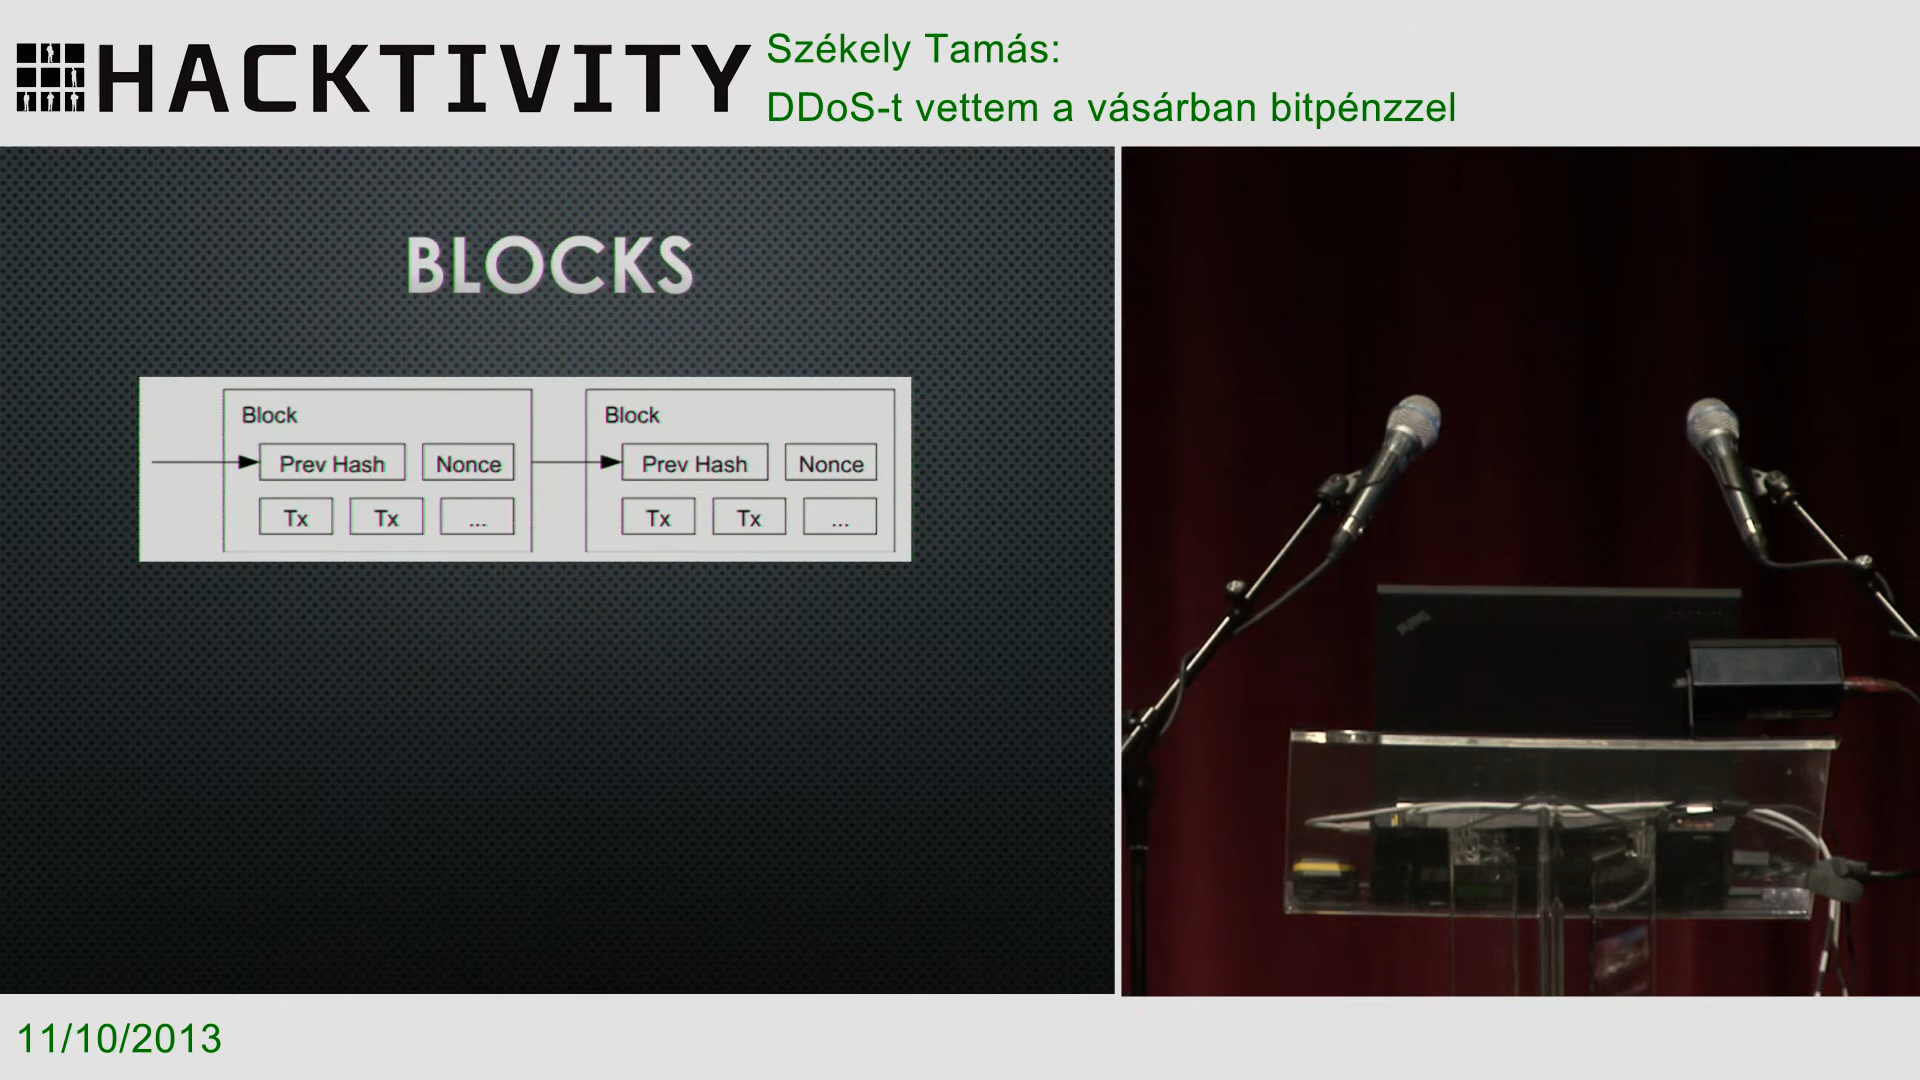 HACKTIVITY
Székely Tamás:
DDoS-t vettem a vásárban bitpénzzel
BLOCKS
Block Block
Prev Hash Nonce Prev Hash Nonce
Tx Tx ... Tx Tx ...
11/10/2013